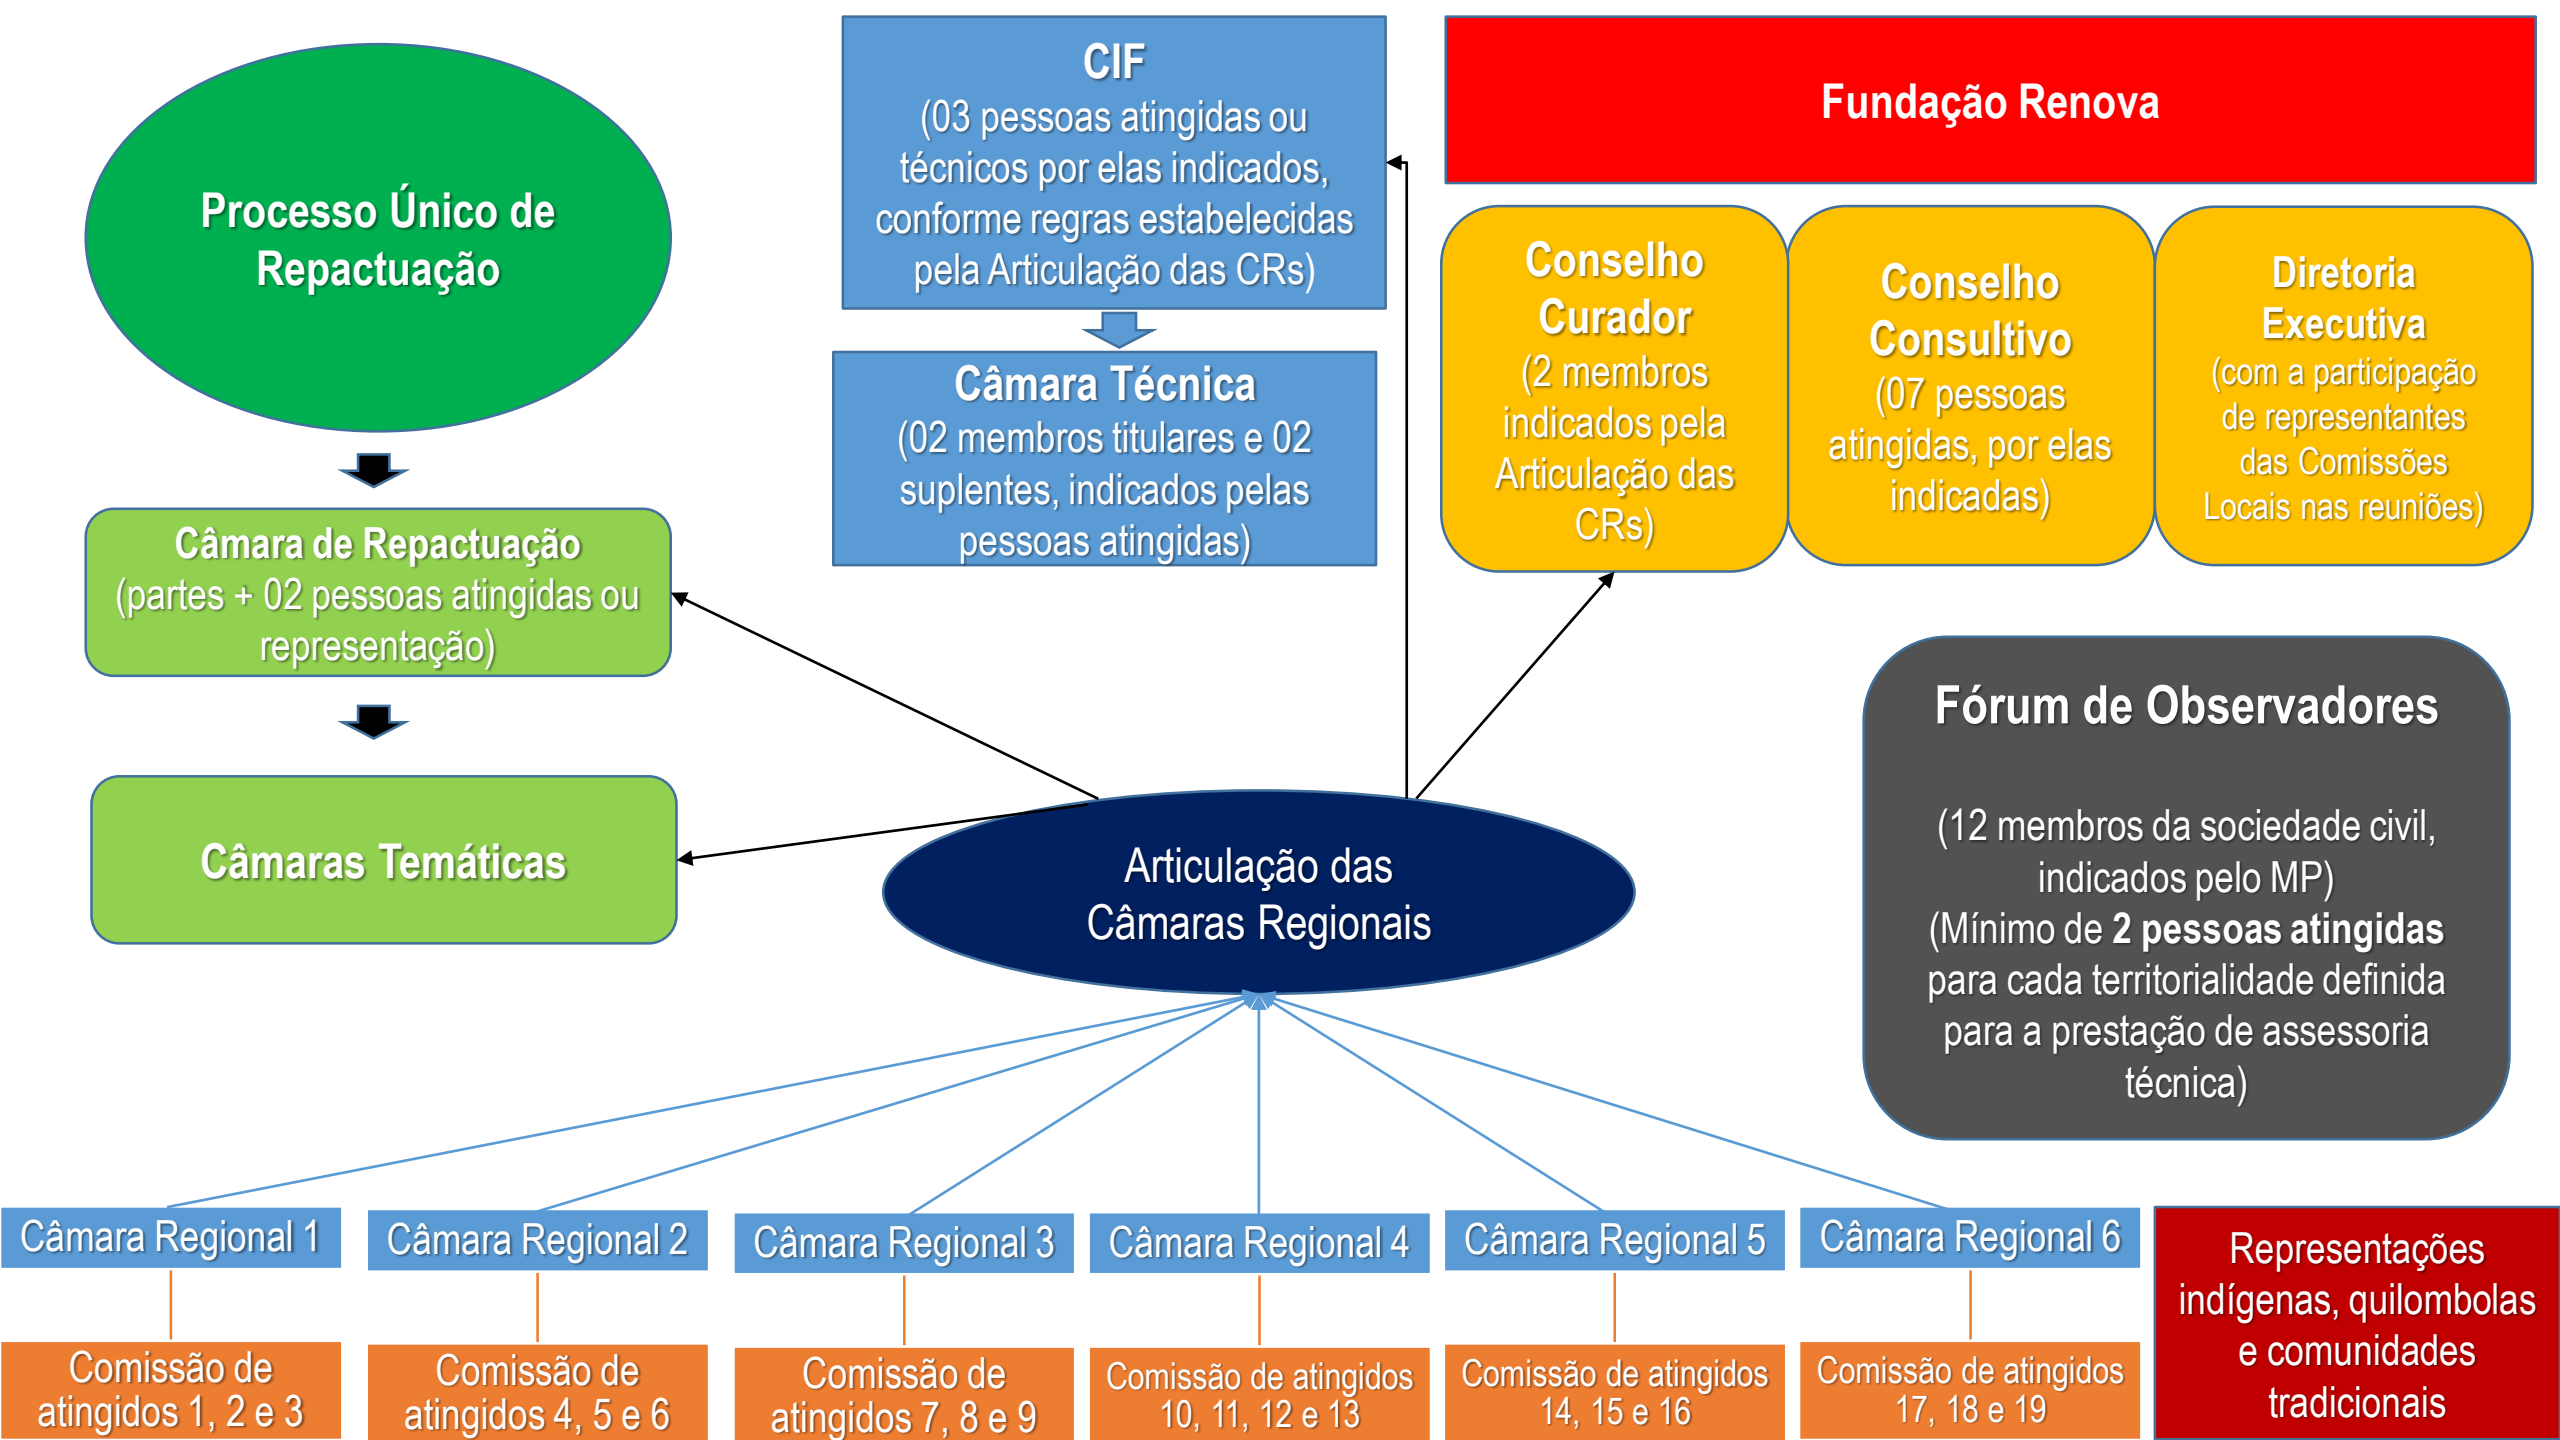 Processo Único de
Repactuação
Câmara de Repactuação
(partes + 02 pessoas atingidas ou
representação)
Câmaras Temáticas
CIF
(03 pessoas atingidas ou
técnicos por elas indicados,
conforme regras estabelecidas
pela Articulação das CRs)
Câmara Técnica
(02 membros titulares e 02
suplentes, indicados pelas
pessoas atingidas)
Fundação Renova
Conselho
Curador
(2 membros
indicados pela
Articulação das
CRs)
Conselho
Consultivo
(07 pessoas
atingidas, por elas
indicadas)
Diretoria
Executiva
(com a participação
de representantes
das Comissões
Locais nas reuniões)
Fórum de Observadores
(12 membros da sociedade civil,
indicados pelo MP)
(Mínimo de 2 pessoas atingidas
para cada territorialidade definida
para a prestação de assessoria
técnica)
Articulação das
Câmaras Regionais
Câmara Regional 1
Câmara Regional 2
Câmara Regional 3
Câmara Regional 4
Câmara Regional 5
Câmara Regional 6
Comissão de
atingidos 1, 2 e 3
Comissão de
atingidos 4, 5 e 6
Comissão de
atingidos 7, 8 e 9
Comissão de atingidos
10, 11, 12 e 13
Comissão de atingidos
14, 15 e 16
Comissão de atingidos
17, 18 e 19
Representações
indígenas, quilombolas
e comunidades
tradicionais